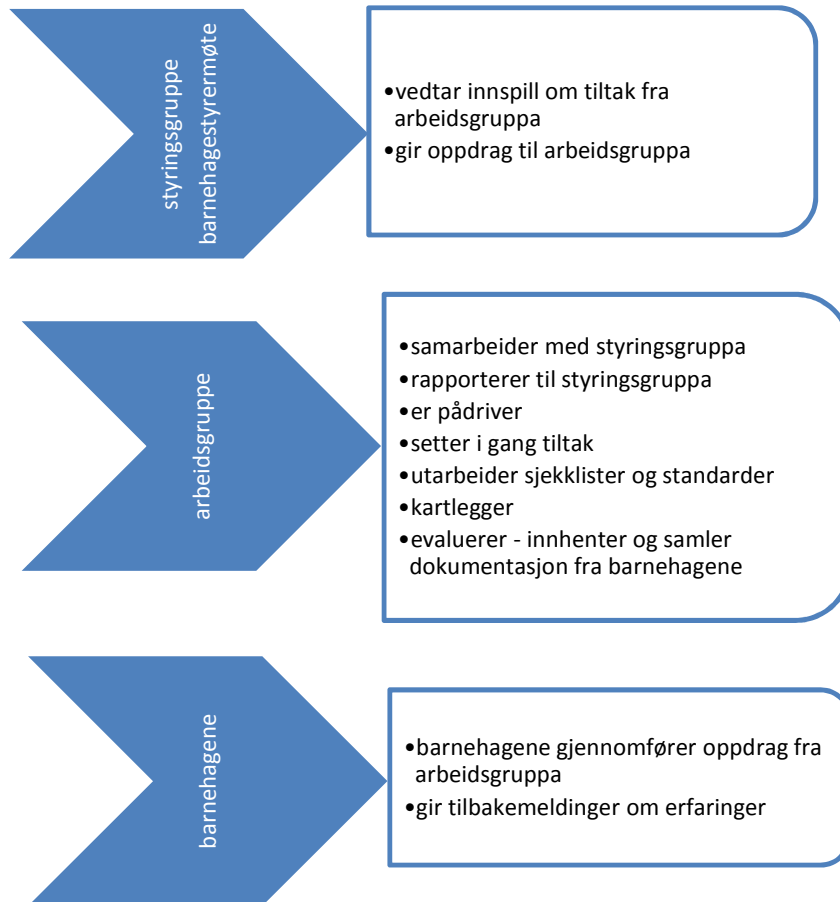 styringsgruppe
barnehagestyrermøte
•vedtar innspill om tiltak fra
arbeidsgruppa
•gir oppdrag til arbeidsgruppa
arbeidsgruppe
•samarbeider med styringsgruppa
•rapporterer til styringsgruppa
•er pådriver
•setter i gang tiltak
•utarbeider sjekklister og standarder
•kartlegger
•evaluerer - innhenter og samler
dokumentasjon fra barnehagene
barnehagene
•barnehagene gjennomfører oppdrag fra
arbeidsgruppa
•gir tilbakemeldinger om erfaringer